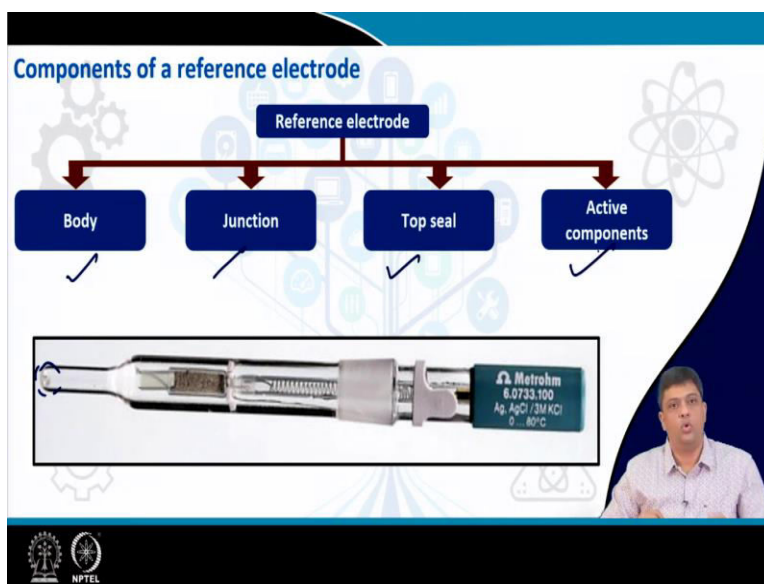 Components of a reference electrode
Reference electrode
Body
Junction
Top seal
Active
components
Ω Metrohm
6.0733.100
Ag, AgCl /3M KCl
0 ... 80°C
NPTEL